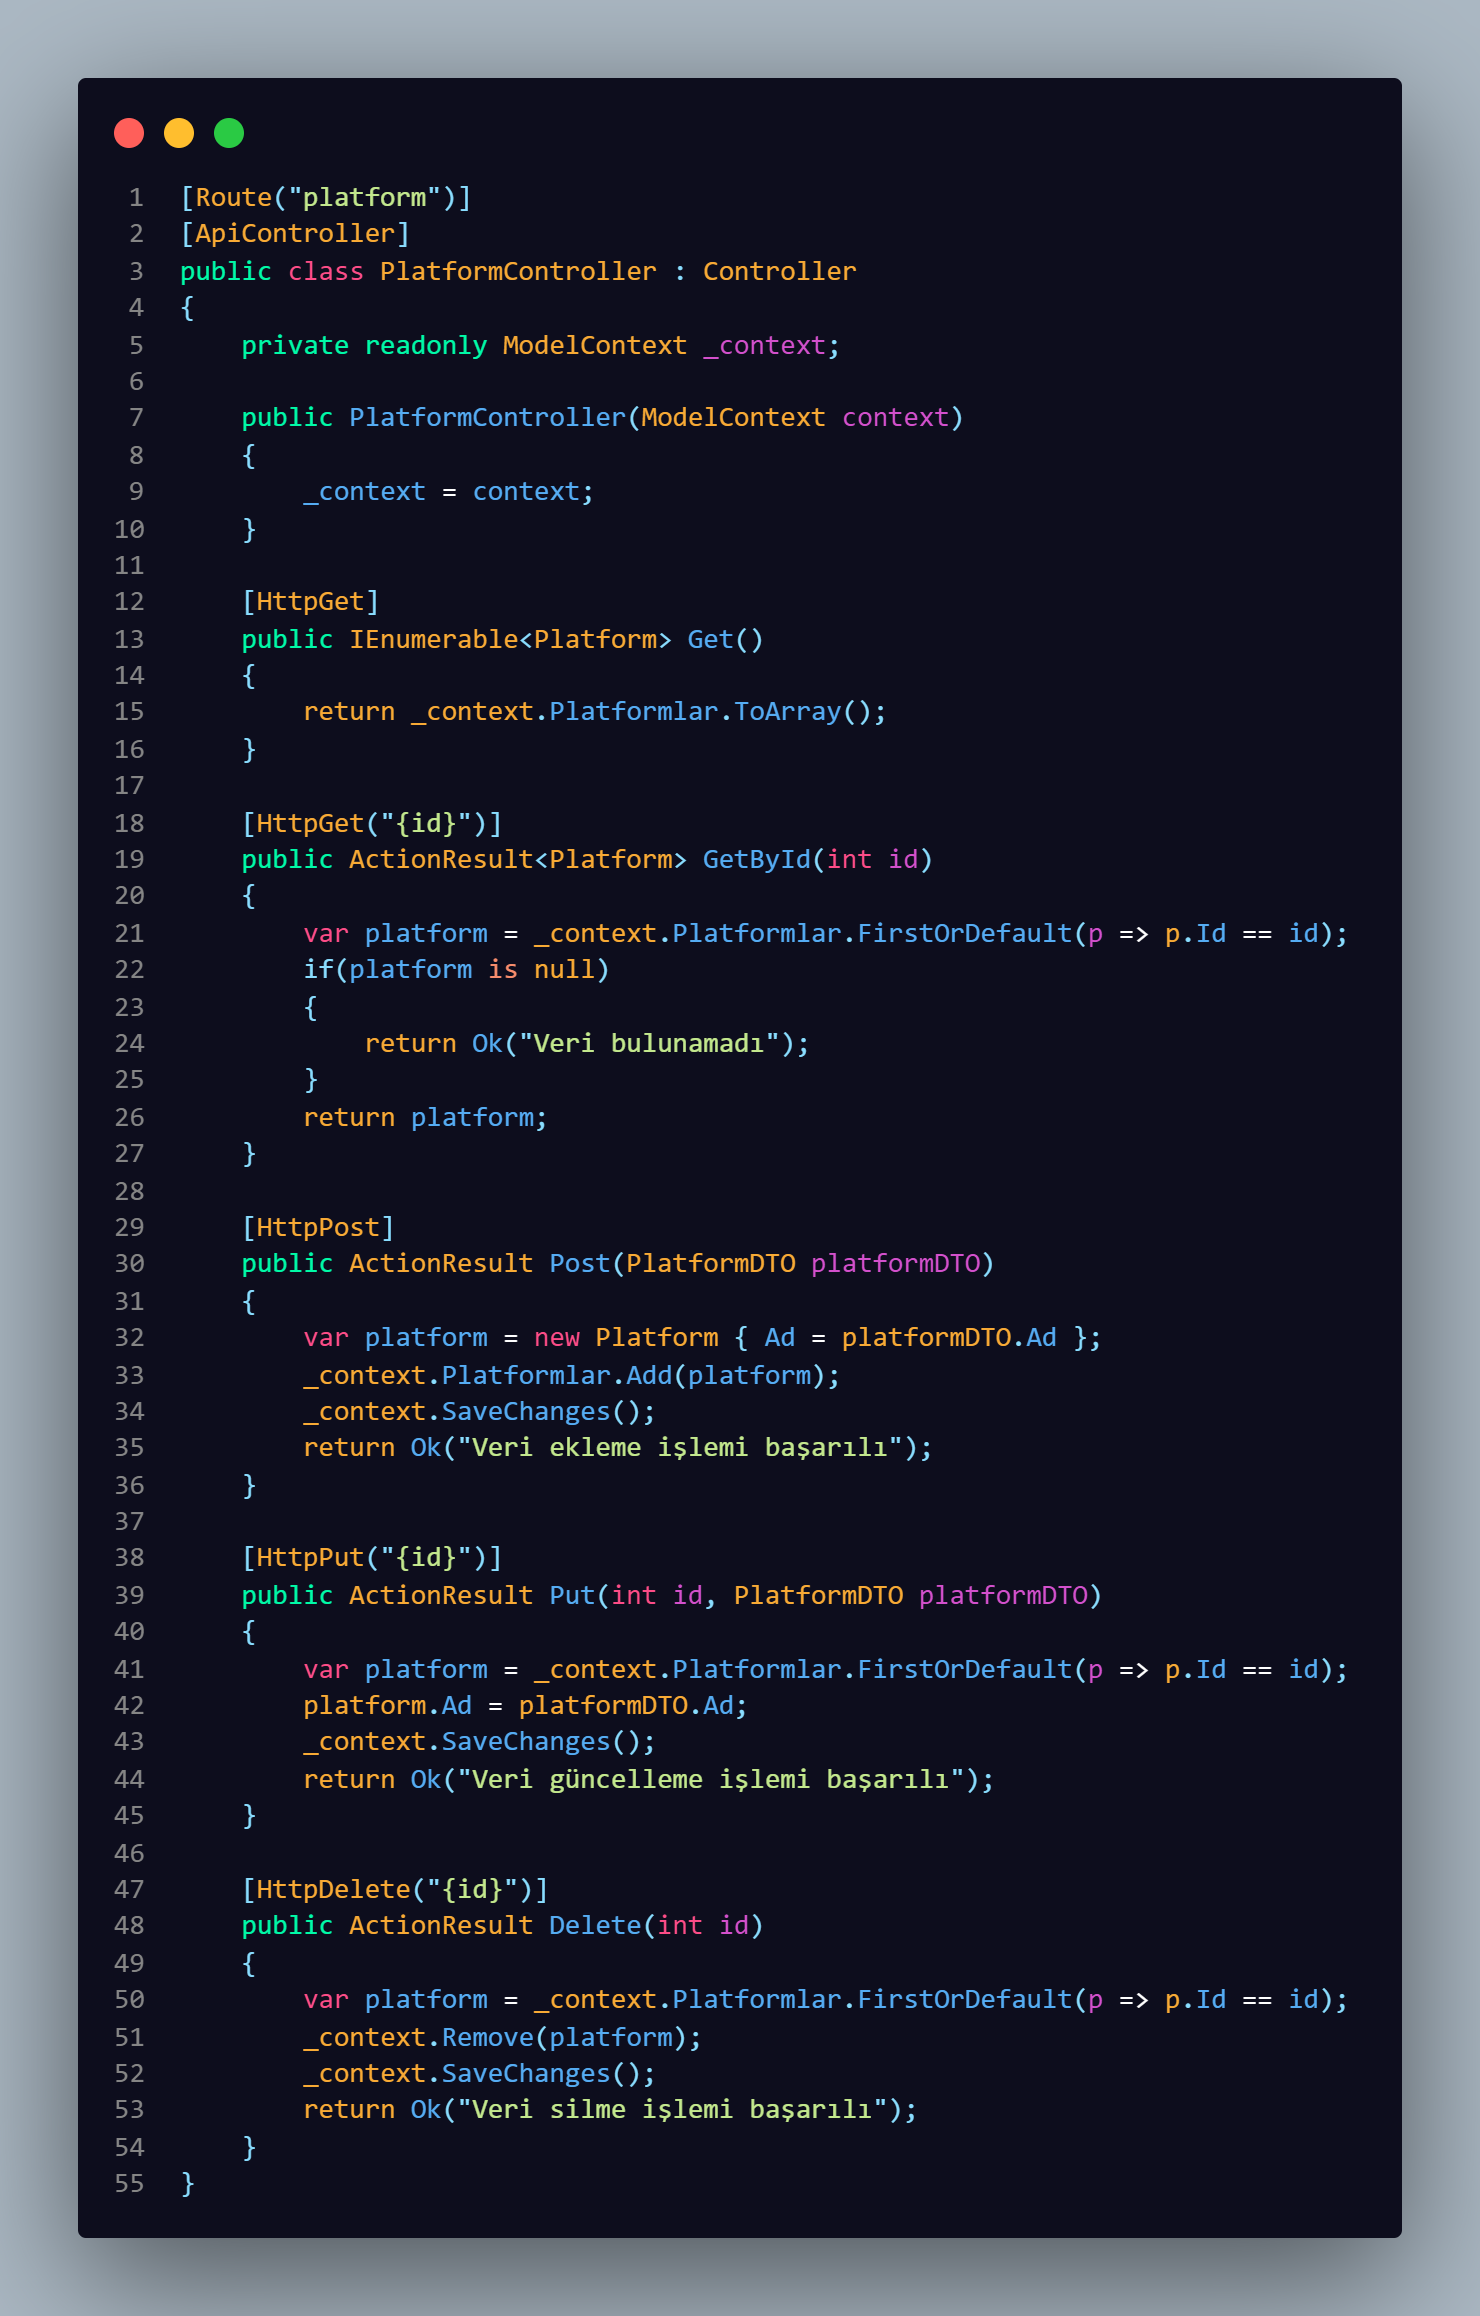 1 [Route("platform")]
2 [ApiController]
3 public class PlatformController : Controller
4 {
5     private readonly ModelContext _context;
6
7     public PlatformController(ModelContext context)
8     {
9         _context = context;
10     }
11
12     [HttpGet]
13     public IEnumerable<Platform> Get()
14     {
15         return _context.Platformlar.ToArray();
16     }
17
18     [HttpGet("{id}")]
19     public ActionResult<Platform> GetById(int id)
20     {
21         var platform = _context.Platformlar.FirstOrDefault(p => p.Id == id);
22         if(platform is null)
23         {
24             return Ok("Veri bulunamadı");
25         }
26         return platform;
27     }
28
29     [HttpPost]
30     public ActionResult Post(PlatformDTO platformDTO)
31     {
32         var platform = new Platform { Ad = platformDTO.Ad };
33         _context.Platformlar.Add(platform);
34         _context.SaveChanges();
35         return Ok("Veri ekleme işlemi başarılı");
36     }
37
38     [HttpPut("{id}")]
39     public ActionResult Put(int id, PlatformDTO platformDTO)
40     {
41         var platform = _context.Platformlar.FirstOrDefault(p => p.Id == id);
42         platform.Ad = platformDTO.Ad;
43         _context.SaveChanges();
44         return Ok("Veri güncelleme işlemi başarılı");
45     }
46
47     [HttpDelete("{id}")]
48     public ActionResult Delete(int id)
49     {
50         var platform = _context.Platformlar.FirstOrDefault(p => p.Id == id);
51         _context.Remove(platform);
52         _context.SaveChanges();
53         return Ok("Veri silme işlemi başarılı");
54     }
55 }